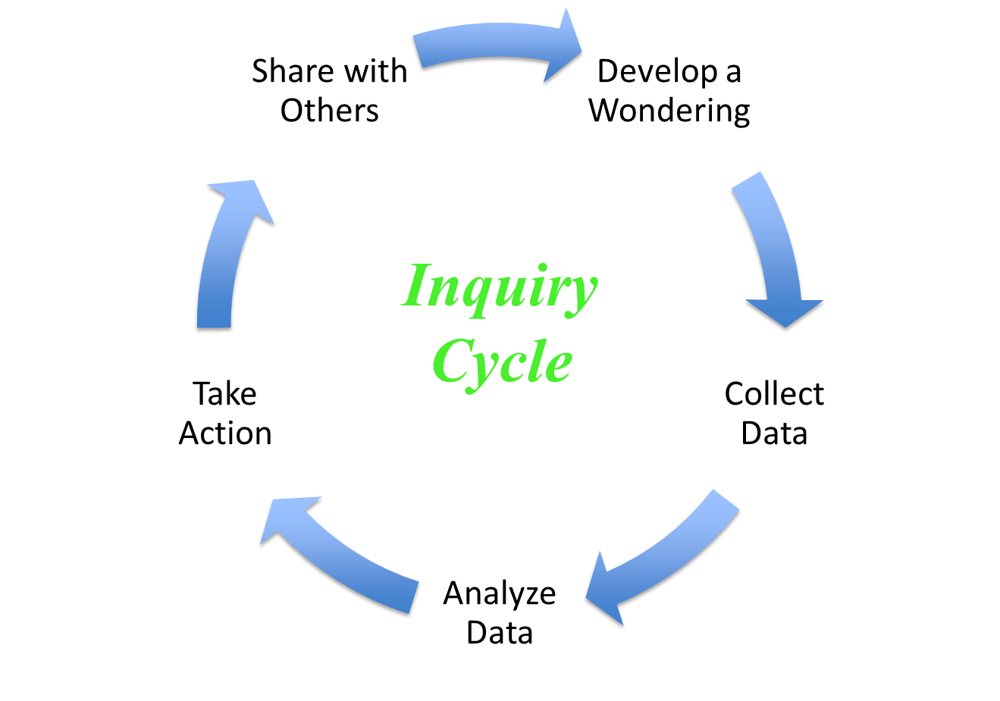 Share with
Others
Develop a
Wondering
Inquiry
Cycle
Take
Action
Collect
Data
Analyze
Data